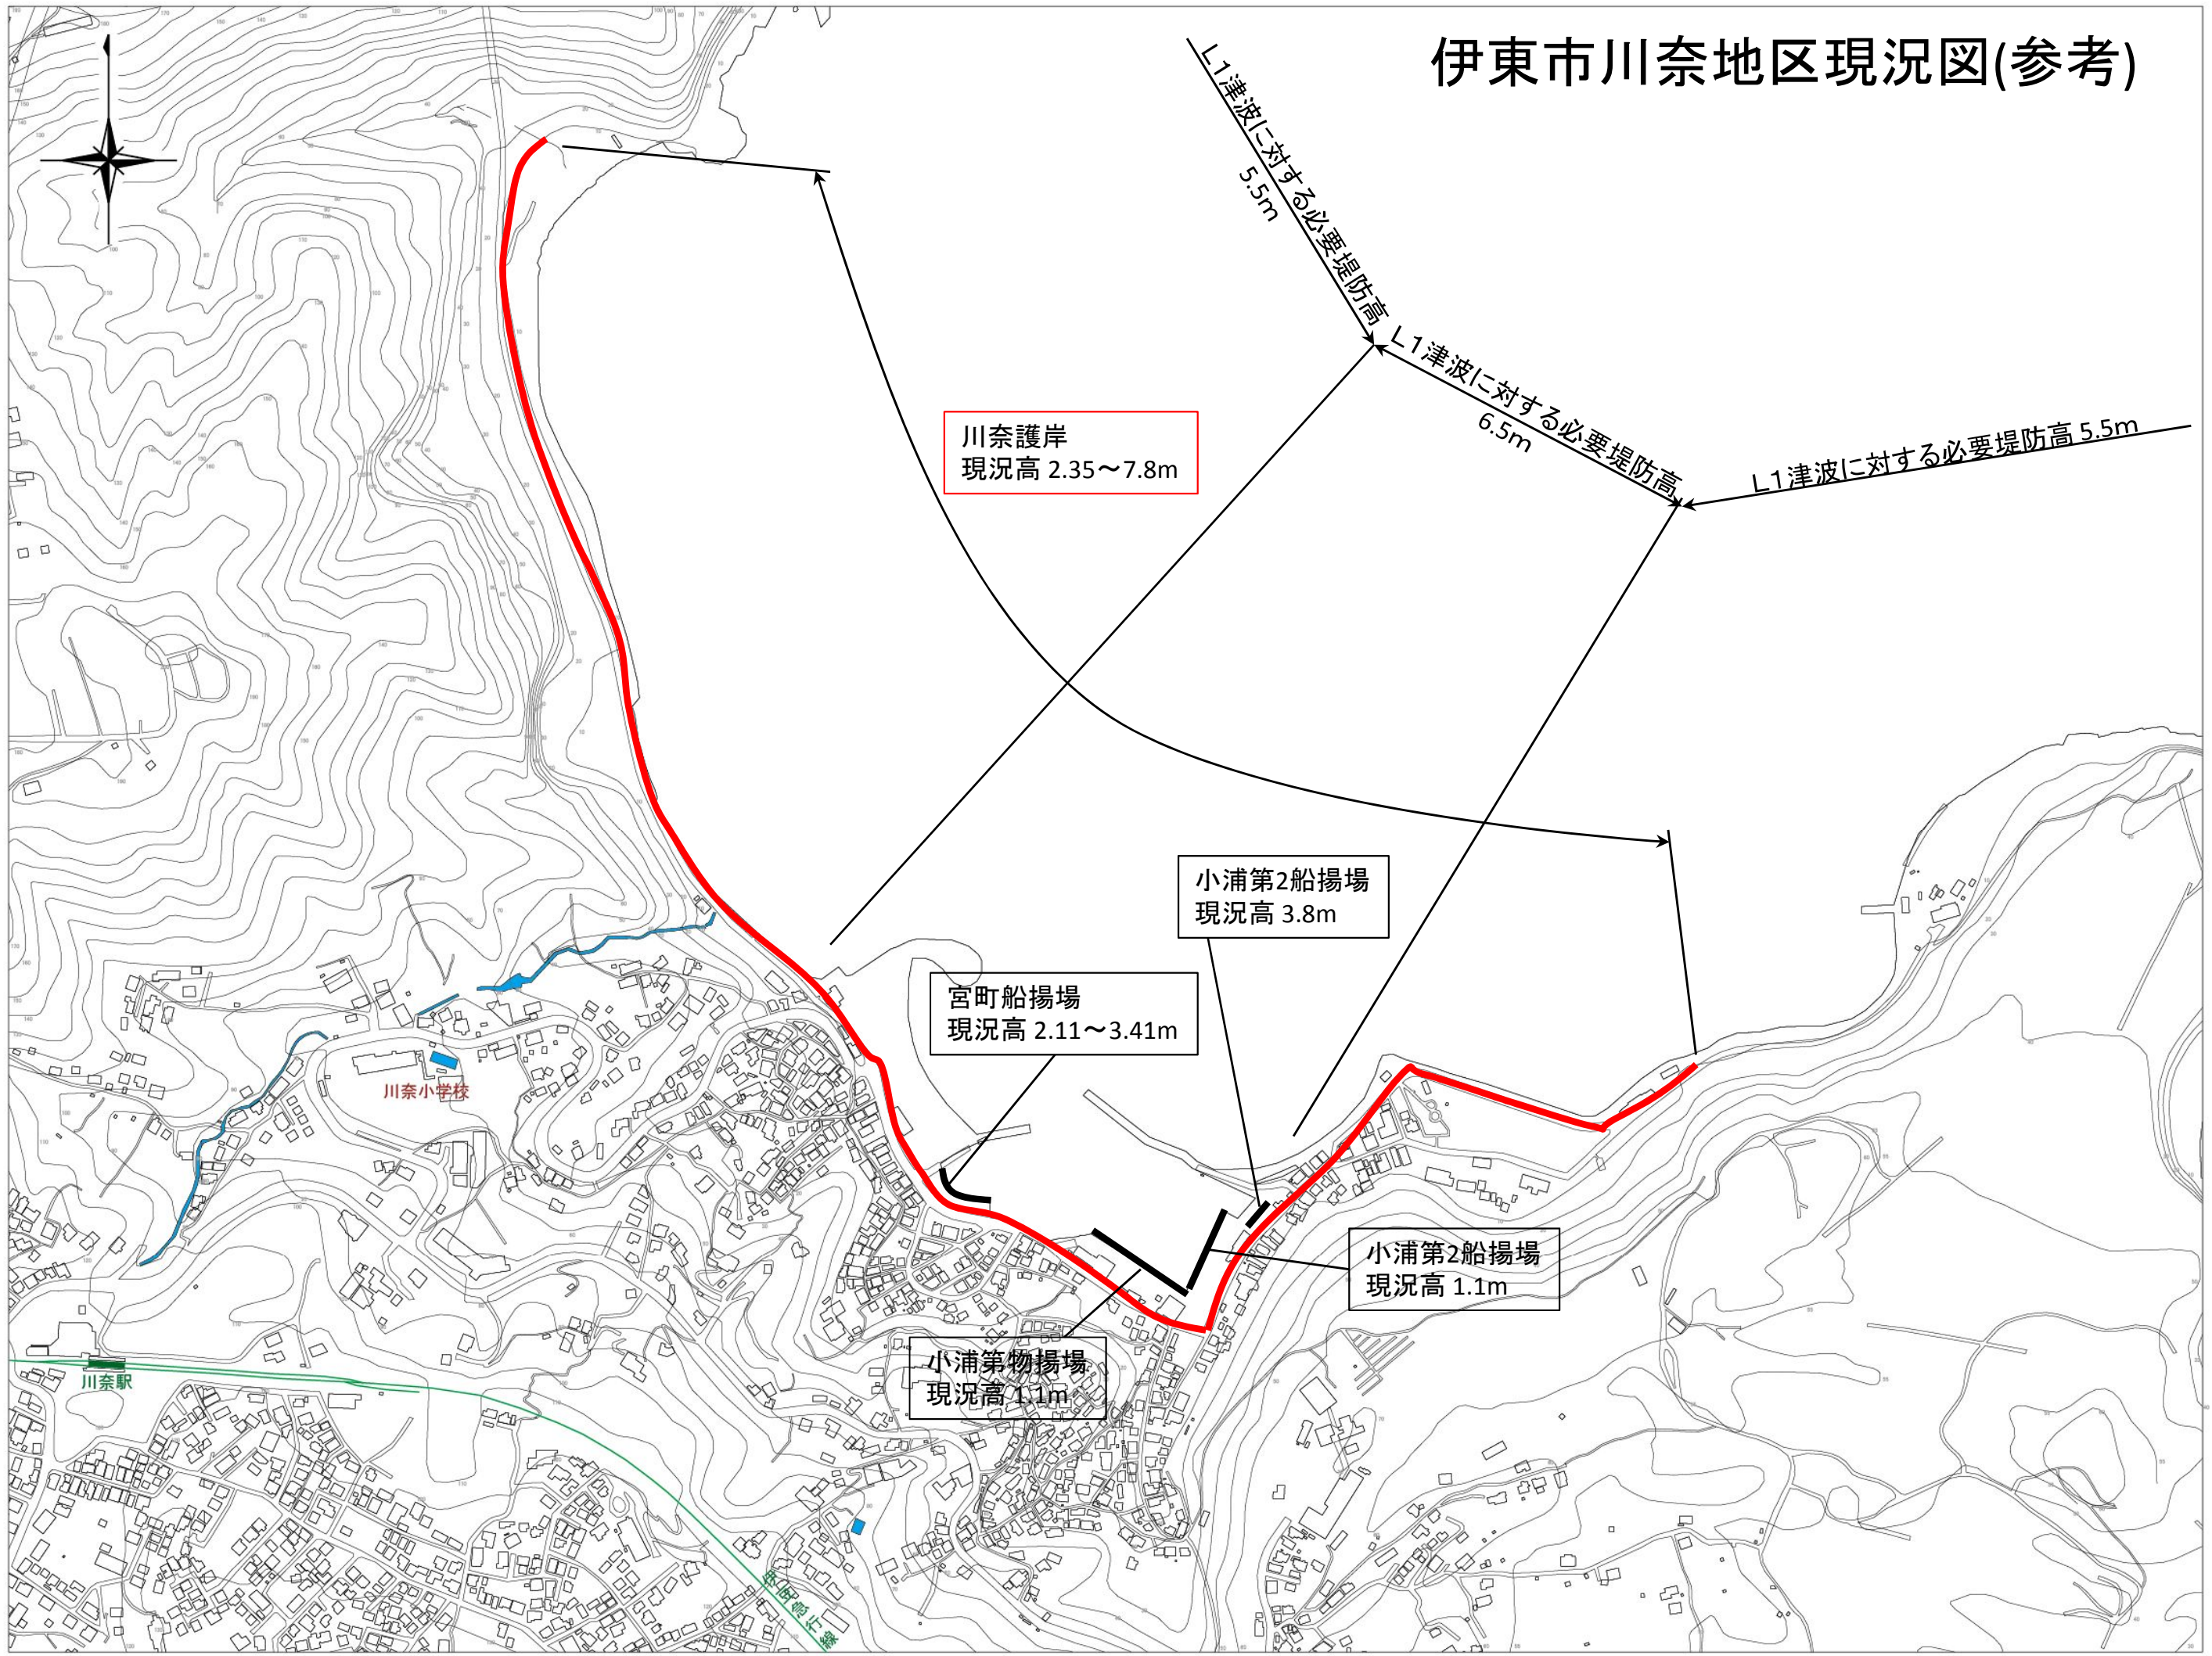 伊東市川奈地区現況図(参考)
L1津波に対する必要堤防高
5.5m
L1津波に対する必要堤防高
6.5m
L1津波に対する必要堤防高 5.5m
川奈護岸
現況高 2.35～7.8m
小浦第2船揚場
現況高 3.8m
宮町船揚場
現況高 2.11～3.41m
川奈小学校
小浦第2船揚場
現況高 1.1m
小浦第物揚場
現況高 1.1m
川奈駅
伊豆急行線